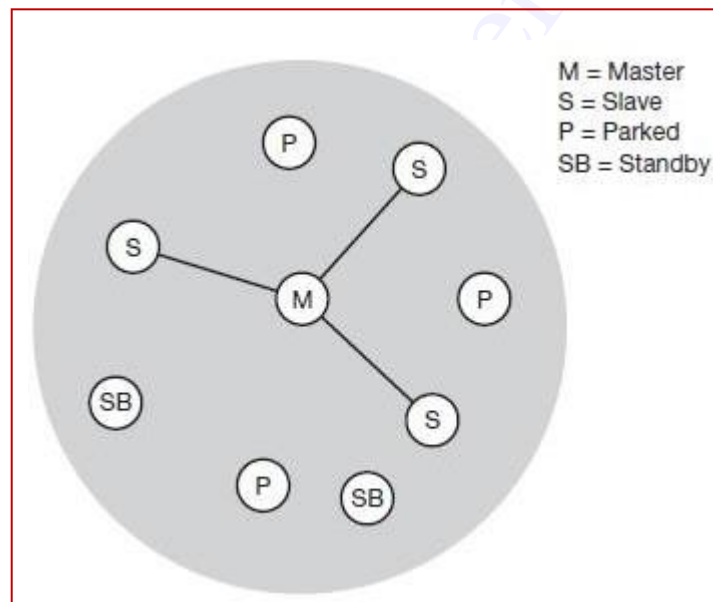 M = Master
S = Slave
P = Parked
SB = Standby
P
S
S
M
P
SB
S
P
SB